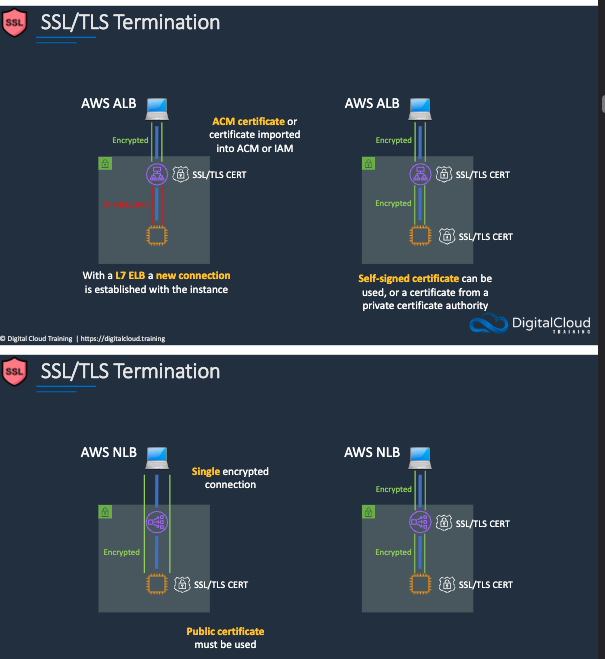 SSL
SSL/TLS Termination
AWS ALB
Encrypted
ACM certificate or
certificate imported
into ACM or IAM
SSL/TLS CERT
Unencrypted
With a L7 ELB a new connection
is established with the instance
AWS ALB
Encrypted
SSL/TLS CERT
Encrypted
SSL/TLS CERT
Self-signed certificate can be
used, or a certificate from a
private certificate authority
DigitalCloud
TRAINING
© Digital Cloud Training | https://digitalcloud.training
SSL
SSL/TLS Termination
AWS NLB
Single encrypted
connection
Encrypted
SSL/TLS CERT
Public certificate
must be used
AWS NLB
Encrypted
SSL/TLS CERT
Encrypted
SSL/TLS CERT